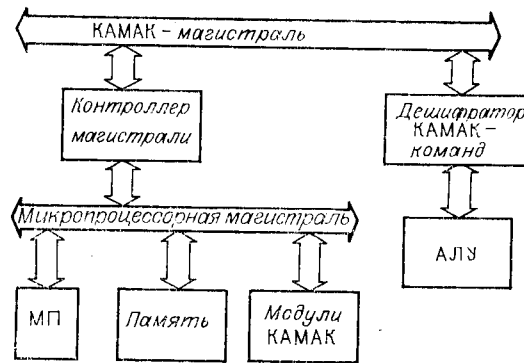 КАМАК-магистраль
Контроллер
магистрали
Дешифратор
КАМАК-
команд
Микропроцессорная магистраль
АЛУ
МП
Память
Модули
КАМАК